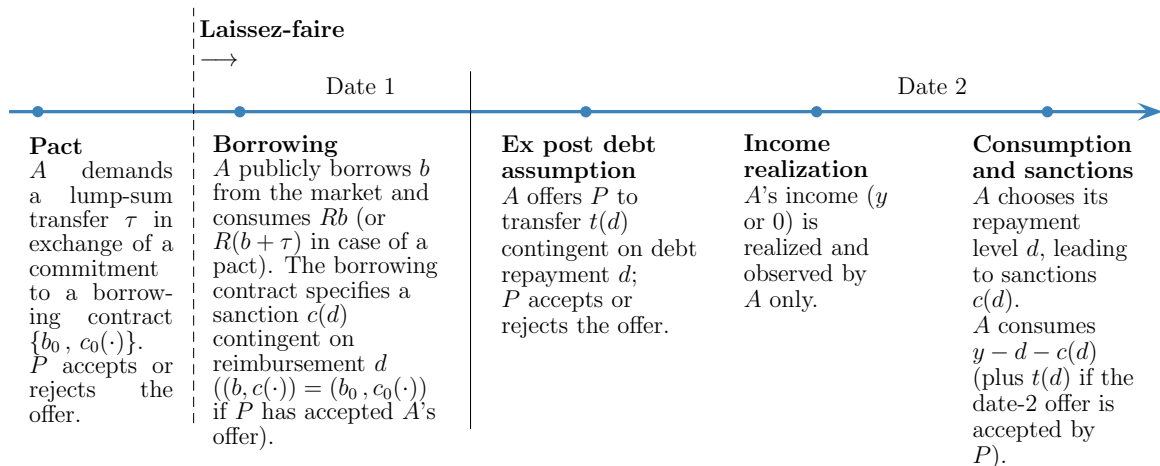 Laissez-faire
⟶
Date 1
Date 2
Pact
A demands
a lump-sum
transfer τ in
exchange of a
commitment
to a borrow-
ing contract
{b₀ , c₀(·)}.
P accepts or
rejects the
offer.
Borrowing
A publicly borrows b
from the market and
consumes Rb (or
R(b + τ) in case of a
pact). The borrowing
contract specifies a
sanction c(d)
contingent on
reimbursement d
((b, c(·)) = (b₀ , c₀(·))
if P has accepted A's
offer).
Ex post debt
assumption
A offers P to
transfer t(d)
contingent on debt
repayment d;
P accepts or
rejects the offer.
Income
realization
A's income (y
or 0) is
realized and
observed by
A only.
Consumption
and sanctions
A chooses its
repayment
level d, leading
to sanctions
c(d).
A consumes
y − d − c(d)
(plus t(d) if the
date-2 offer is
accepted by
P).